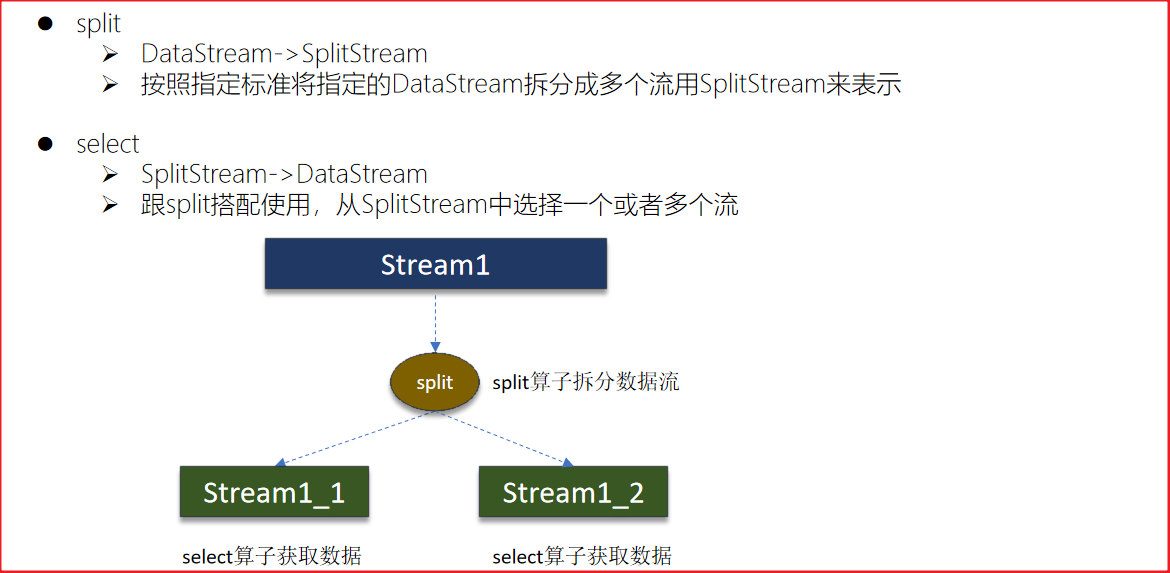 split
DataStream->SplitStream
按照指定标准将指定的DataStream拆分成多个流用SplitStream来表示
select
SplitStream->DataStream
跟split搭配使用，从SplitStream中选择一个或者多个流
Stream1
split
split算子拆分数据流
Stream1_1
Stream1_2
select算子获取数据
select算子获取数据